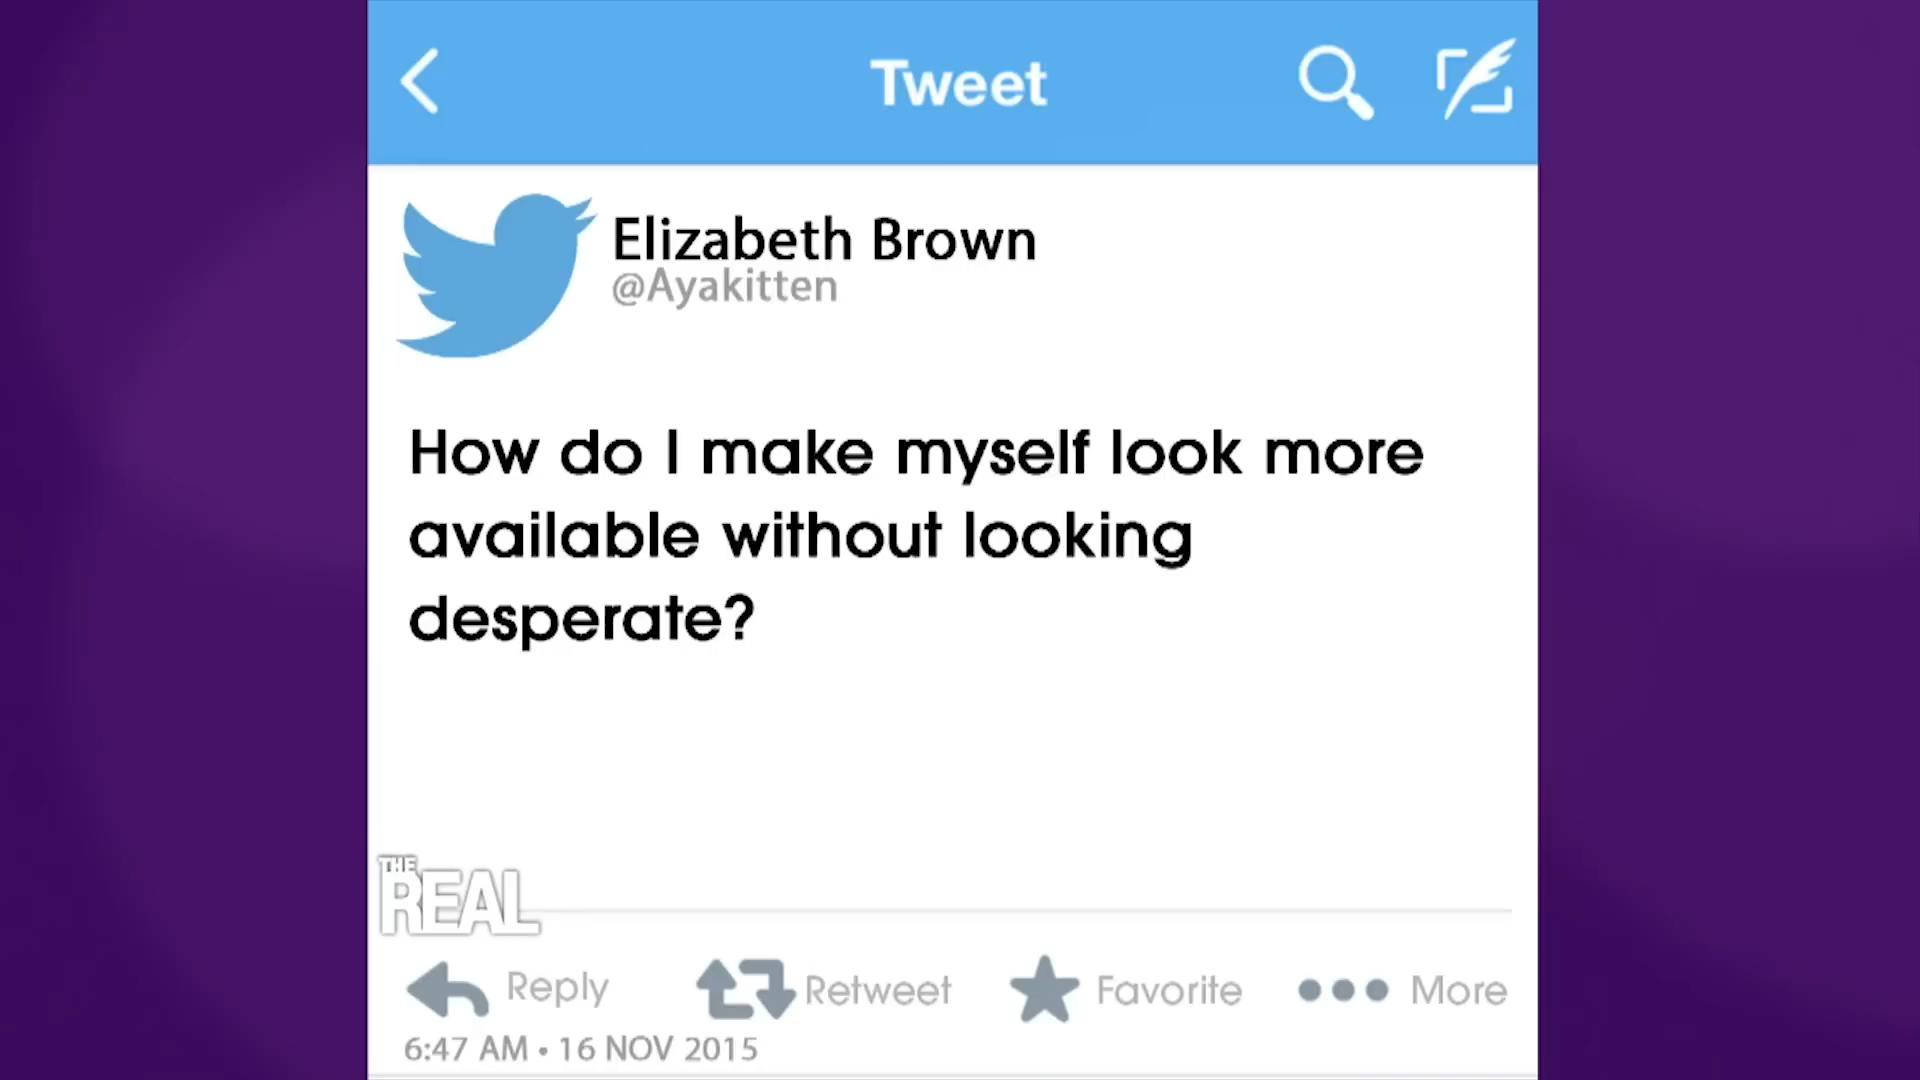 Tweet
Elizabeth Brown
@Ayakitten
How do I make myself look more
available without looking
desperate?
THE
REAL
Reply Retweet Favorite More
6:47 AM • 16 NOV 2015